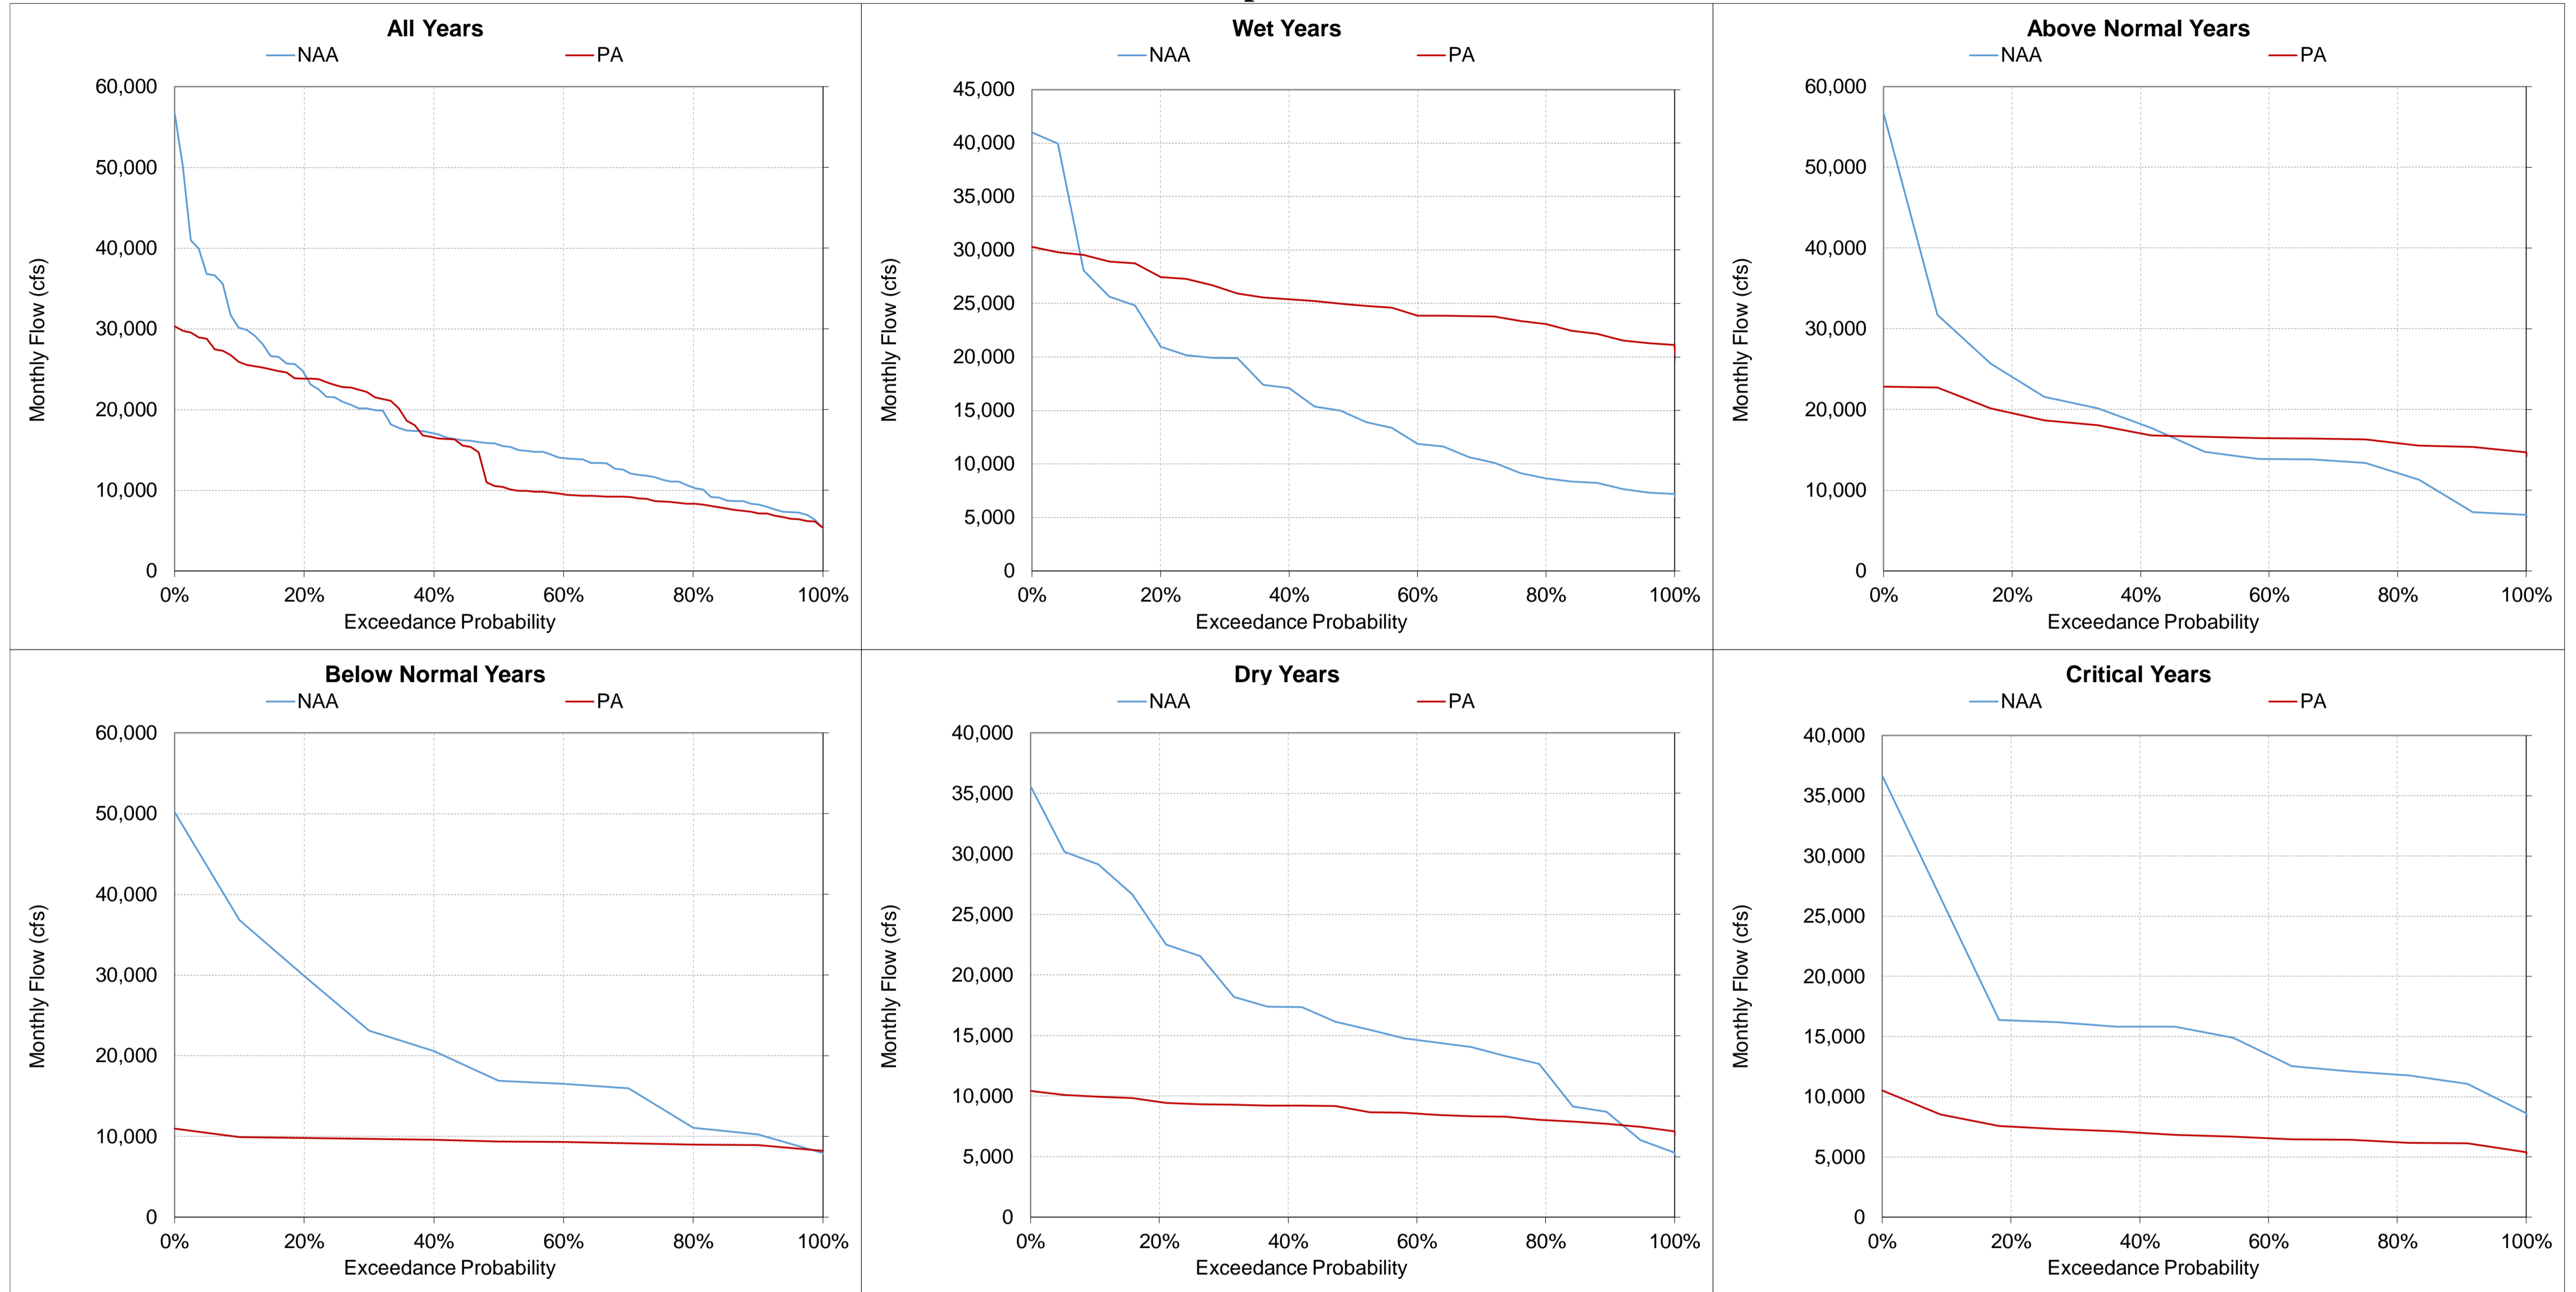 All Years
NAA PA
60,000
50,000
40,000
30,000
20,000
10,000
0
Monthly Flow (cfs)
0% 20% 40% 60% 80% 100%
Exceedance Probability
Wet Years
NAA PA
45,000
40,000
35,000
30,000
25,000
20,000
15,000
10,000
5,000
0
Monthly Flow (cfs)
0% 20% 40% 60% 80% 100%
Exceedance Probability
Above Normal Years
NAA PA
60,000
50,000
40,000
30,000
20,000
10,000
0
Monthly Flow (cfs)
0% 20% 40% 60% 80% 100%
Exceedance Probability
Below Normal Years
NAA PA
60,000
50,000
40,000
30,000
20,000
10,000
0
Monthly Flow (cfs)
0% 20% 40% 60% 80% 100%
Exceedance Probability
Dry Years
NAA PA
40,000
35,000
30,000
25,000
20,000
15,000
10,000
5,000
0
Monthly Flow (cfs)
0% 20% 40% 60% 80% 100%
Exceedance Probability
Critical Years
NAA PA
40,000
35,000
30,000
25,000
20,000
15,000
10,000
5,000
0
Monthly Flow (cfs)
0% 20% 40% 60% 80% 100%
Exceedance Probability